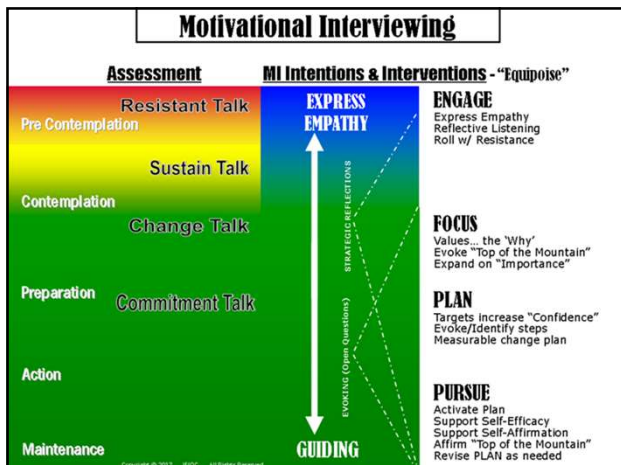 Motivational Interviewing
Assessment
MI Intentions & Interventions - “Equipoise”
Resistant Talk
Pre Contemplation
Sustain Talk
Contemplation
Change Talk
Preparation
Commitment Talk
Action
Maintenance
EXPRESS
EMPATHY
STRATEGIC REFLECTIONS
EVOKING (Open Questions)
GUIDING
ENGAGE
Express Empathy
Reflective Listening
Roll w/ Resistance
FOCUS
Values... the ‘Why’
Evoke “Top of the Mountain”
Expand on “Importance”
PLAN
Targets increase “Confidence”
Evoke/Identify steps
Measurable change plan
PURSUE
Activate Plan
Support Self-Efficacy
Support Self-Affirmation
Affirm “Top of the Mountain”
Revise PLAN as needed
All Rights Reserved